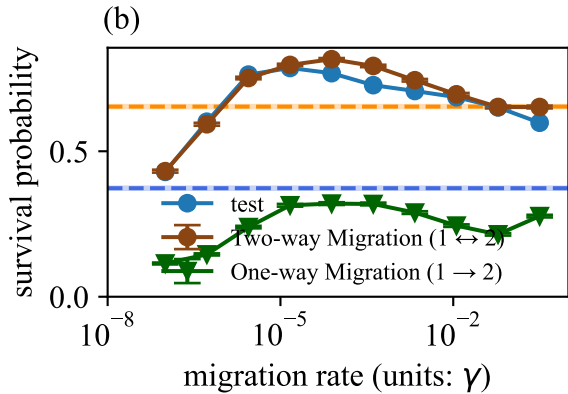 (b)
survival probability
0.5
0.0
test
Two-way Migration (1 ↔ 2)
One-way Migration (1 → 2)
10⁻⁸ 10⁻⁵ 10⁻²
migration rate (units: γ)